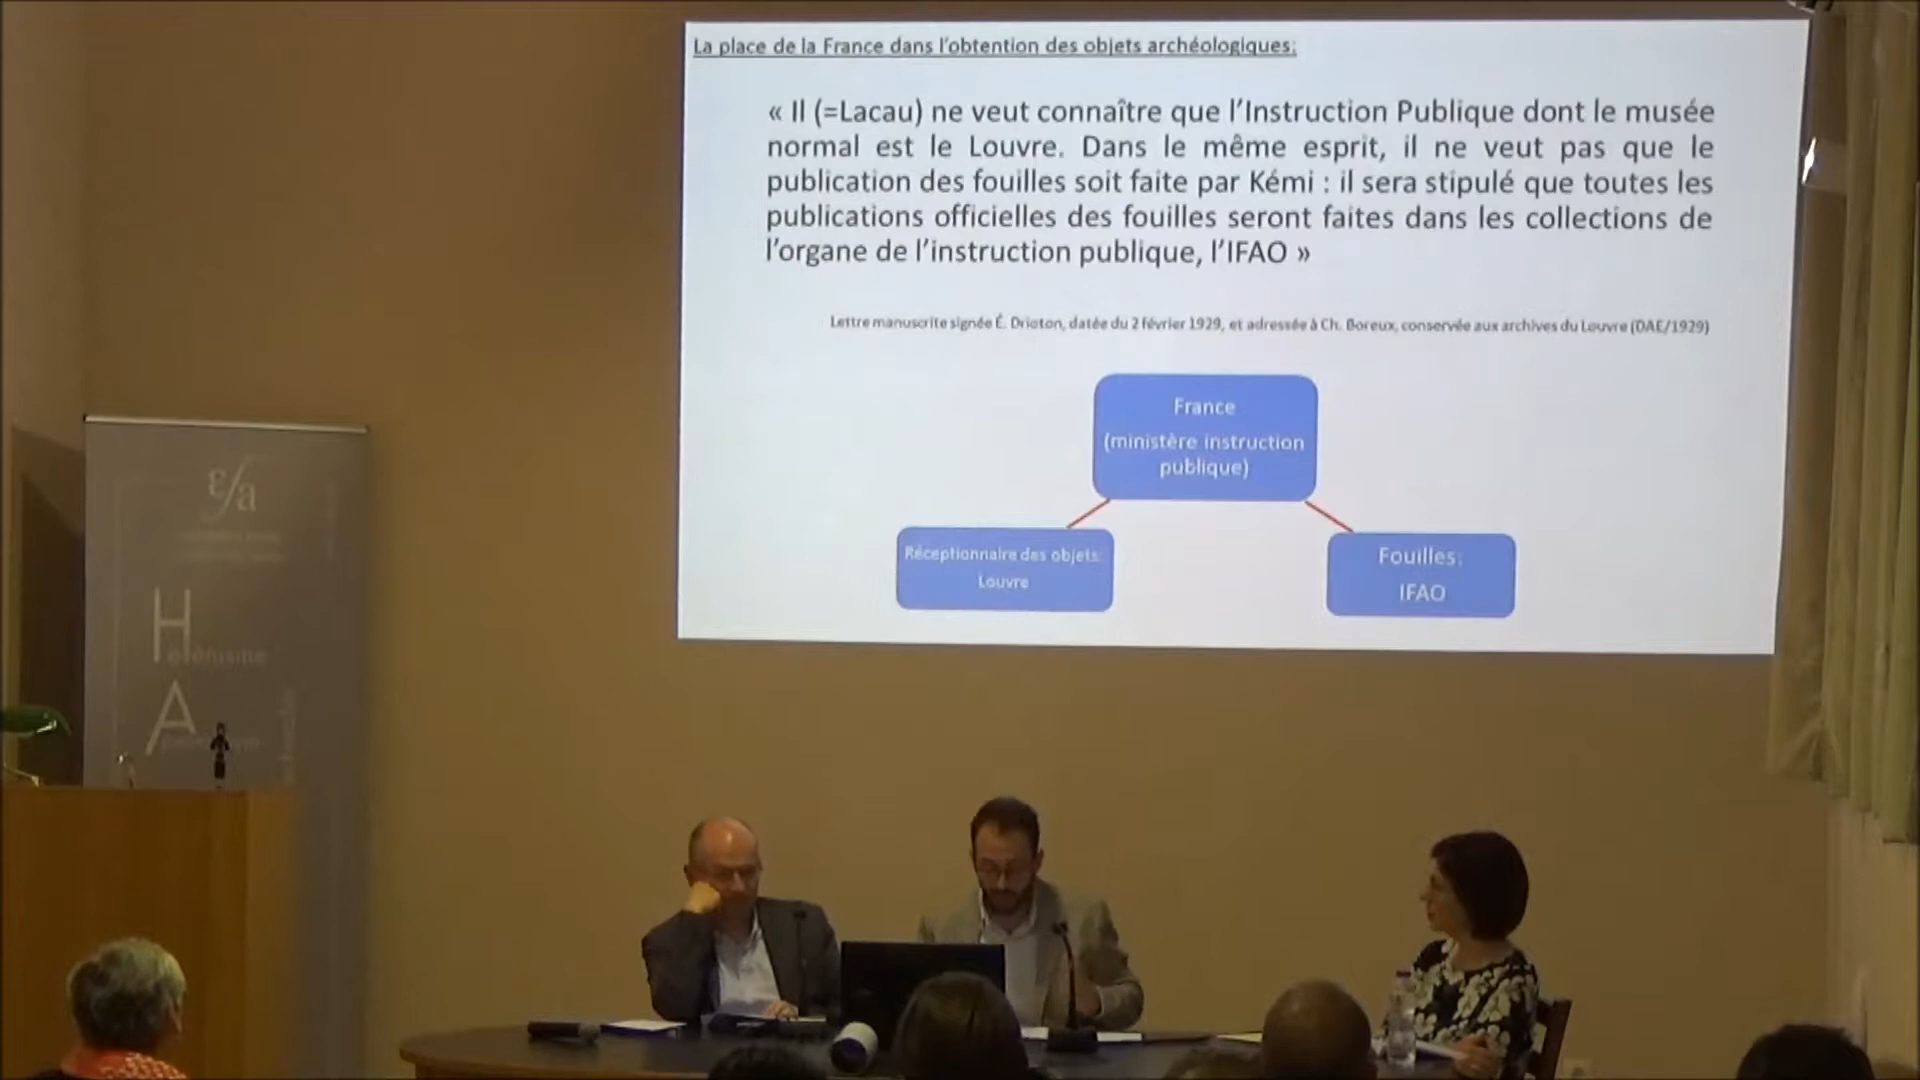 La place de la France dans l'obtention des objets archéologiques:
« Il (=Lacau) ne veut connaître que l'Instruction Publique dont le musée
normal est le Louvre. Dans le même esprit, il ne veut pas que le
publication des fouilles soit faite par Kémi : il sera stipulé que toutes les
publications officielles des fouilles seront faites dans les collections de
l'organe de l'instruction publique, l'IFAO »
Lettre manuscrite signée É. Drioton, datée du 2 février 1929, et adressée à Ch. Boreux, conservée aux archives du Louvre (DAE/1929)
France
(ministère instruction
publique)
Réceptionnaire des objets:
Louvre
Fouilles:
IFAO
εfa
H
A